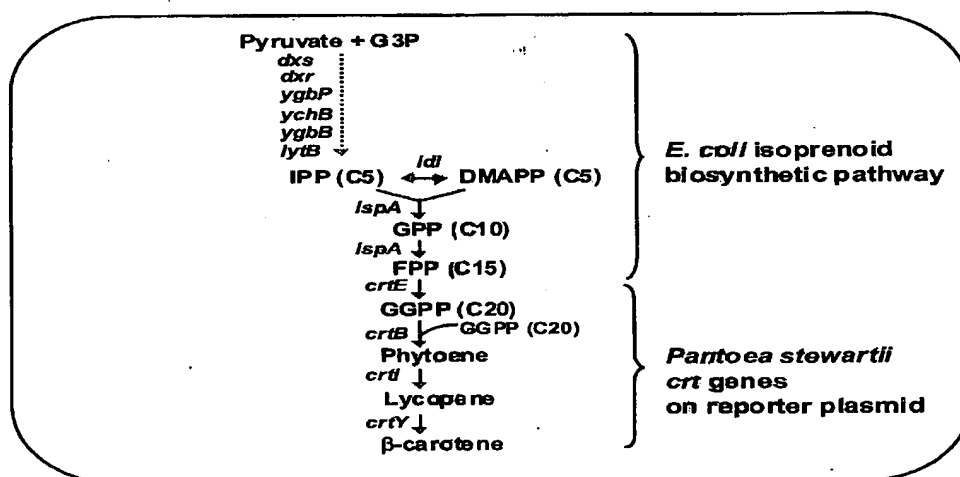 Pyruvate + G3P
dxs
dxr
ygbP
ychB
ygbB
lytB
idi
IPP (C5) DMAPP (C5)
IspA
GPP (C10)
IspA
FPP (C15)
crtE
GGPP (C20)
crtB GGPP (C20)
Phytoene
crtI
Lycopene
crtY
β-carotene
E. coli isoprenoid
biosynthetic pathway
Pantoea stewartii
crt genes
on reporter plasmid